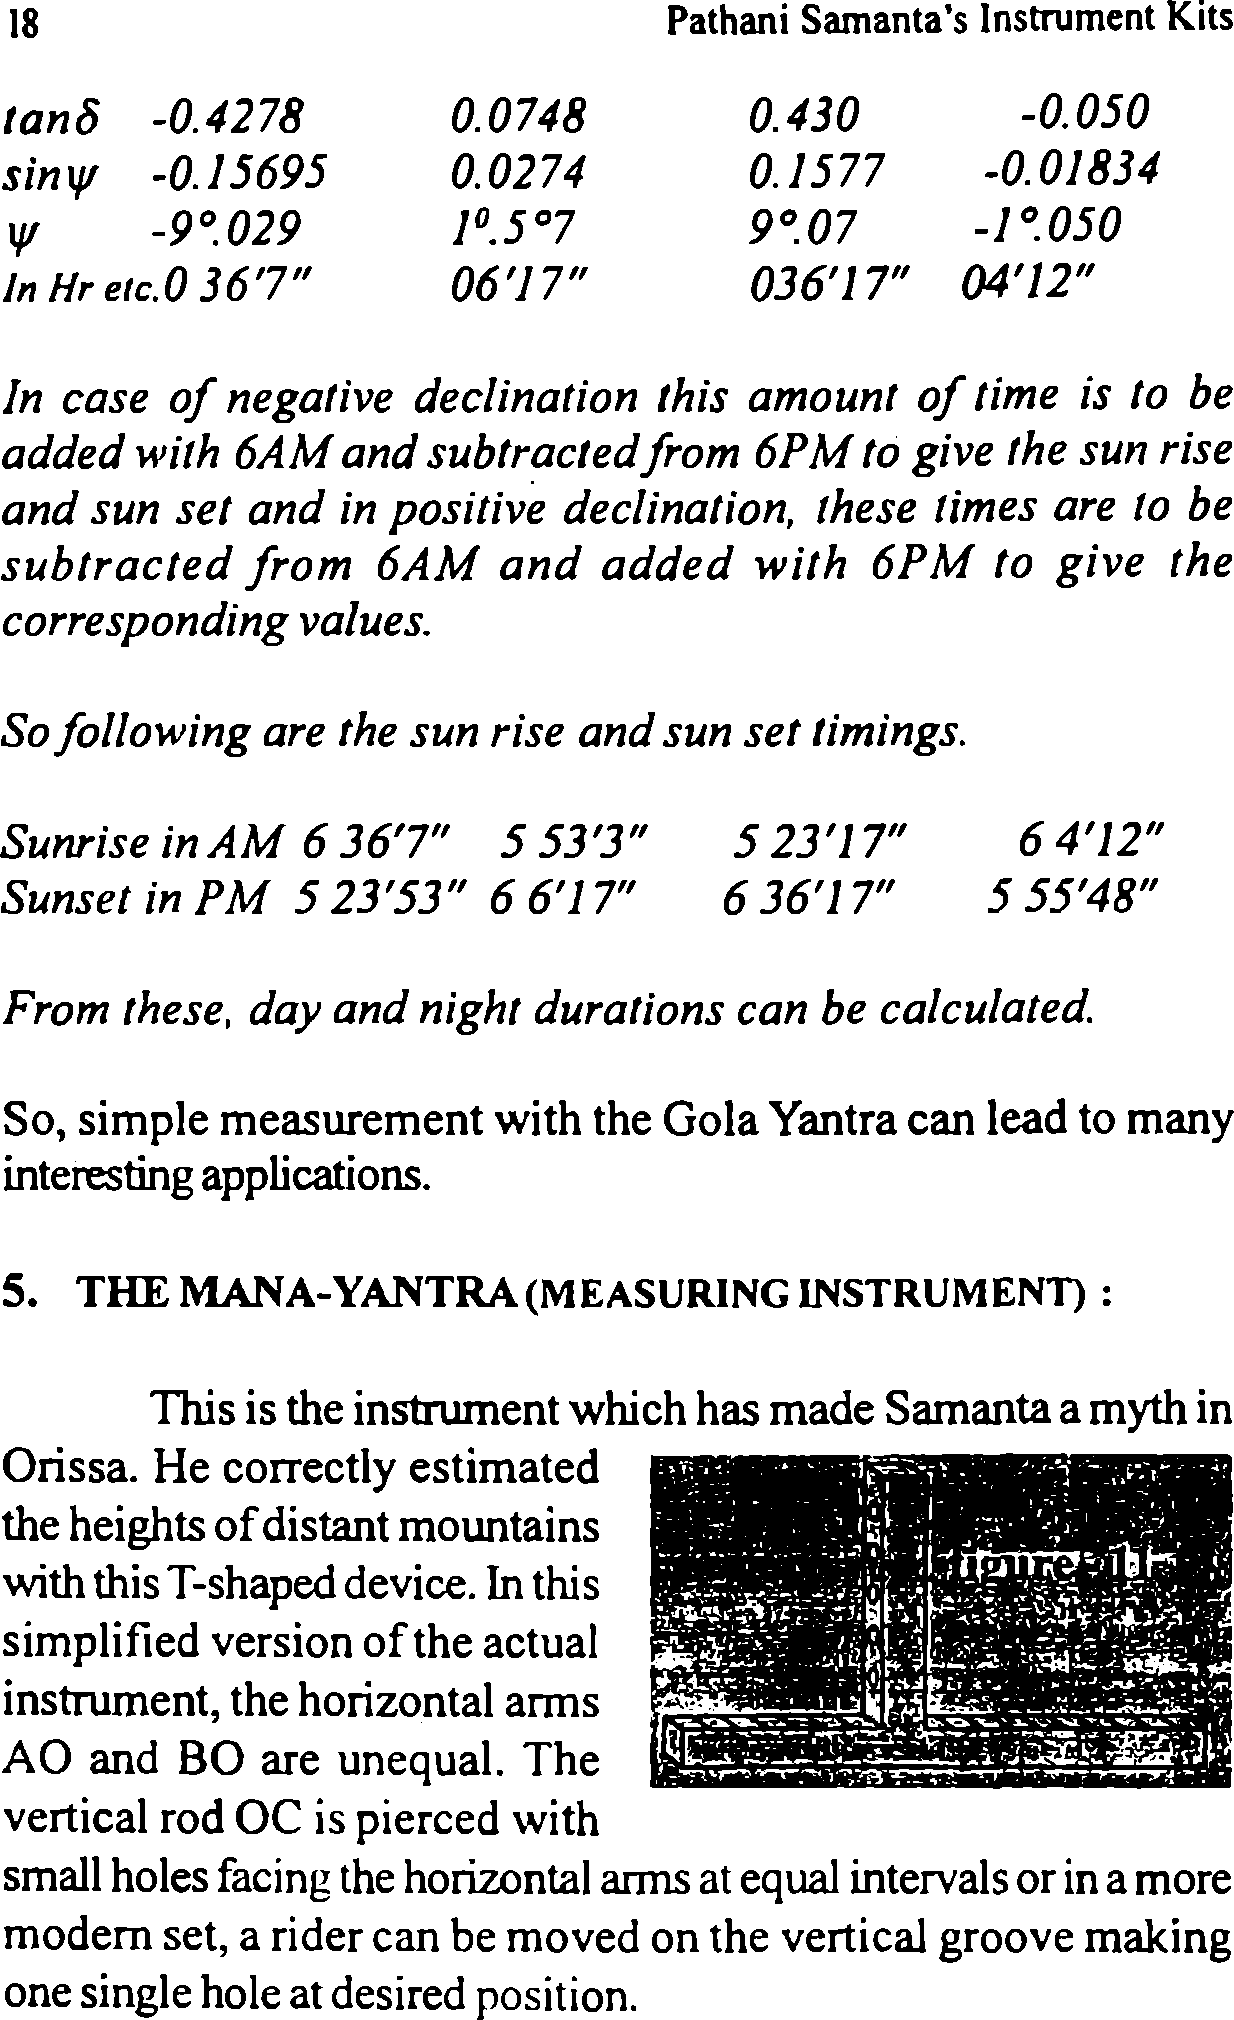 18 Pathani Samanta's Instrument Kits
tanδ -0.4278 0.0748 0.430 -0.050
sinψ -0.15695 0.0274 0.1577 -0.01834
ψ -9°.029 1⁰.5°7 9°.07 -1°.050
In Hr etc.0 36'7" 06'17" 036'17" 04'12"
In case of negative declination this amount of time is to be
added with 6AM and subtracted from 6PM to give the sun rise
and sun set and in positive declination, these times are to be
subtracted from 6AM and added with 6PM to give the
corresponding values.
So following are the sun rise and sun set timings.
Sunrise in AM 6 36'7" 5 53'3" 5 23'17" 6 4'12"
Sunset in PM 5 23'53" 6 6'17" 6 36'17" 5 55'48"
From these, day and night durations can be calculated.
So, simple measurement with the Gola Yantra can lead to many
interesting applications.
5. THE MANA-YANTRA (MEASURING INSTRUMENT) :
This is the instrument which has made Samanta a myth in
Orissa. He correctly estimated
the heights of distant mountains
with this T-shaped device. In this
simplified version of the actual
instrument, the horizontal arms
AO and BO are unequal. The
vertical rod OC is pierced with
small holes facing the horizontal arms at equal intervals or in a more
modern set, a rider can be moved on the vertical groove making
one single hole at desired position.